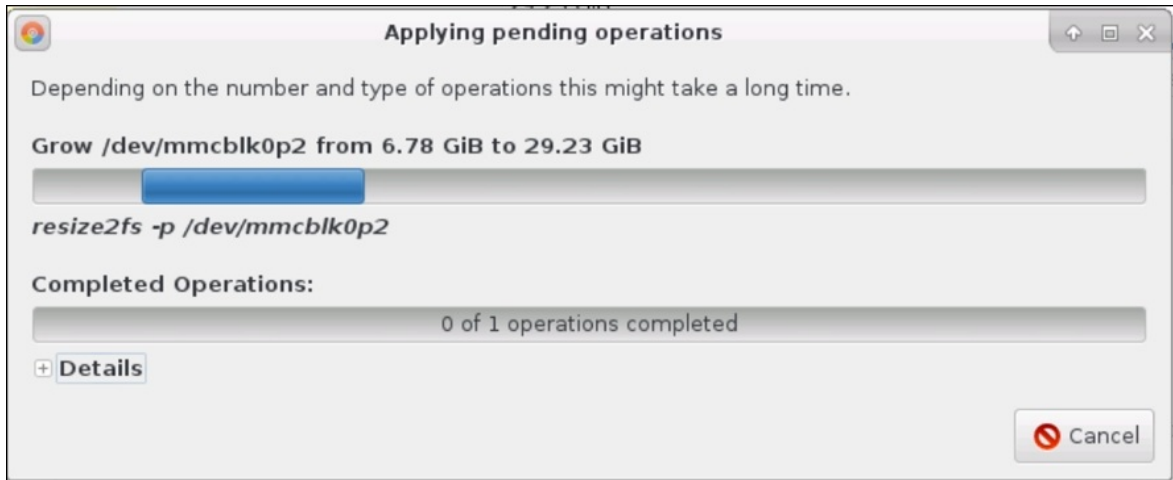 Applying pending operations
Depending on the number and type of operations this might take a long time.
Grow /dev/mmcblk0p2 from 6.78 GiB to 29.23 GiB
resize2fs -p /dev/mmcblk0p2
Completed Operations:
0 of 1 operations completed
Details
Cancel